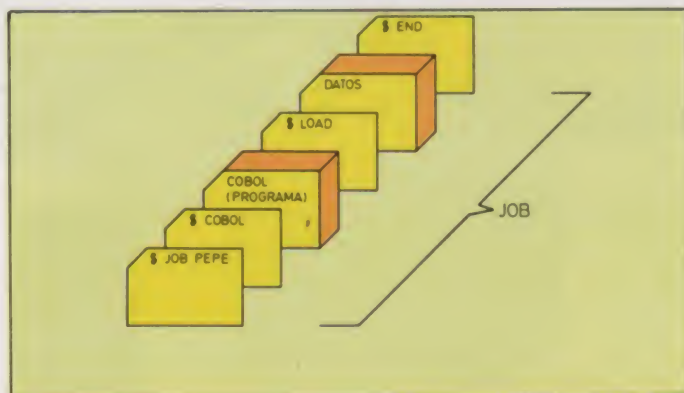 $ END
DATOS
$ LOAD
COBOL
(PROGRAMA)
$ COBOL
$ JOB PEPE
JOB